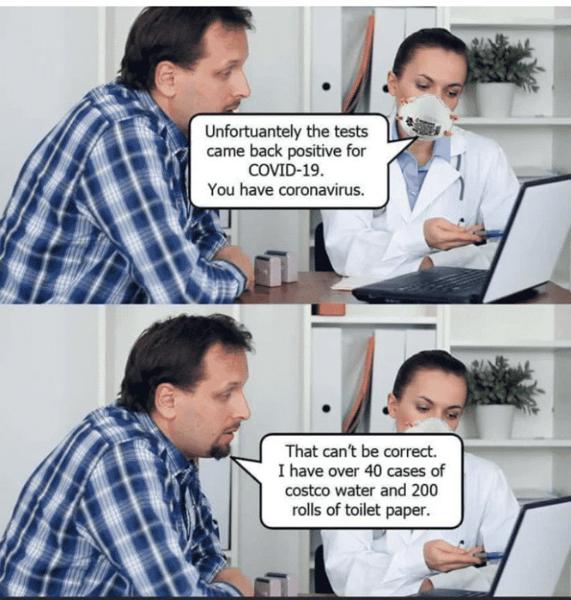 Unfortuantely the tests
came back positive for
COVID-19.
You have coronavirus.
That can't be correct.
I have over 40 cases of
costco water and 200
rolls of toilet paper.